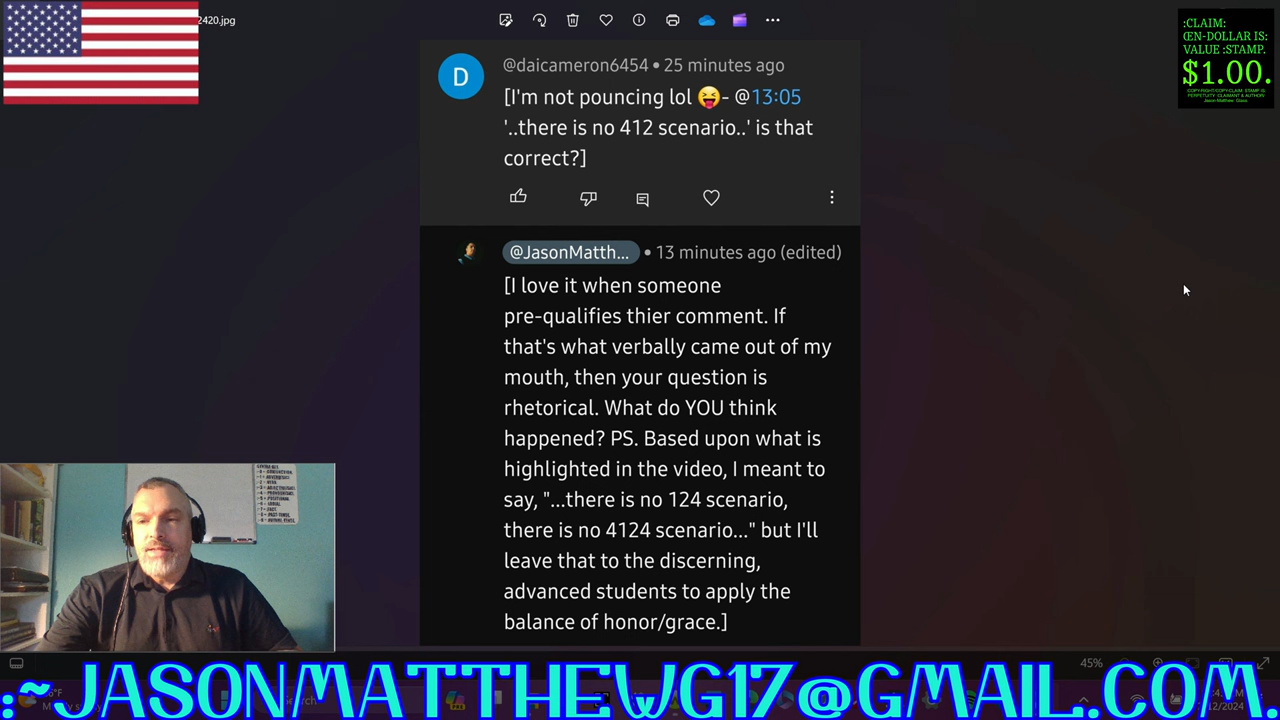 2420.jpg
:CLAIM:
ŒN-DOLLAR IS:
VALUE :STAMP.
$1.00.
Jason Matthew: Glass.
@daicameron6454 • 25 minutes ago
[I'm not pouncing lol 😝- @13:05
'..there is no 412 scenario..' is that
correct?]
@JasonMatth... • 13 minutes ago (edited)
[I love it when someone
pre-qualifies thier comment. If
that's what verbally came out of my
mouth, then your question is
rhetorical. What do YOU think
happened? PS. Based upon what is
highlighted in the video, I meant to
say, "...there is no 124 scenario,
there is no 4124 scenario..." but I'll
leave that to the discerning,
advanced students to apply the
balance of honor/grace.]
45%
:~JASONMATTHEWG17@GMAIL.COM.